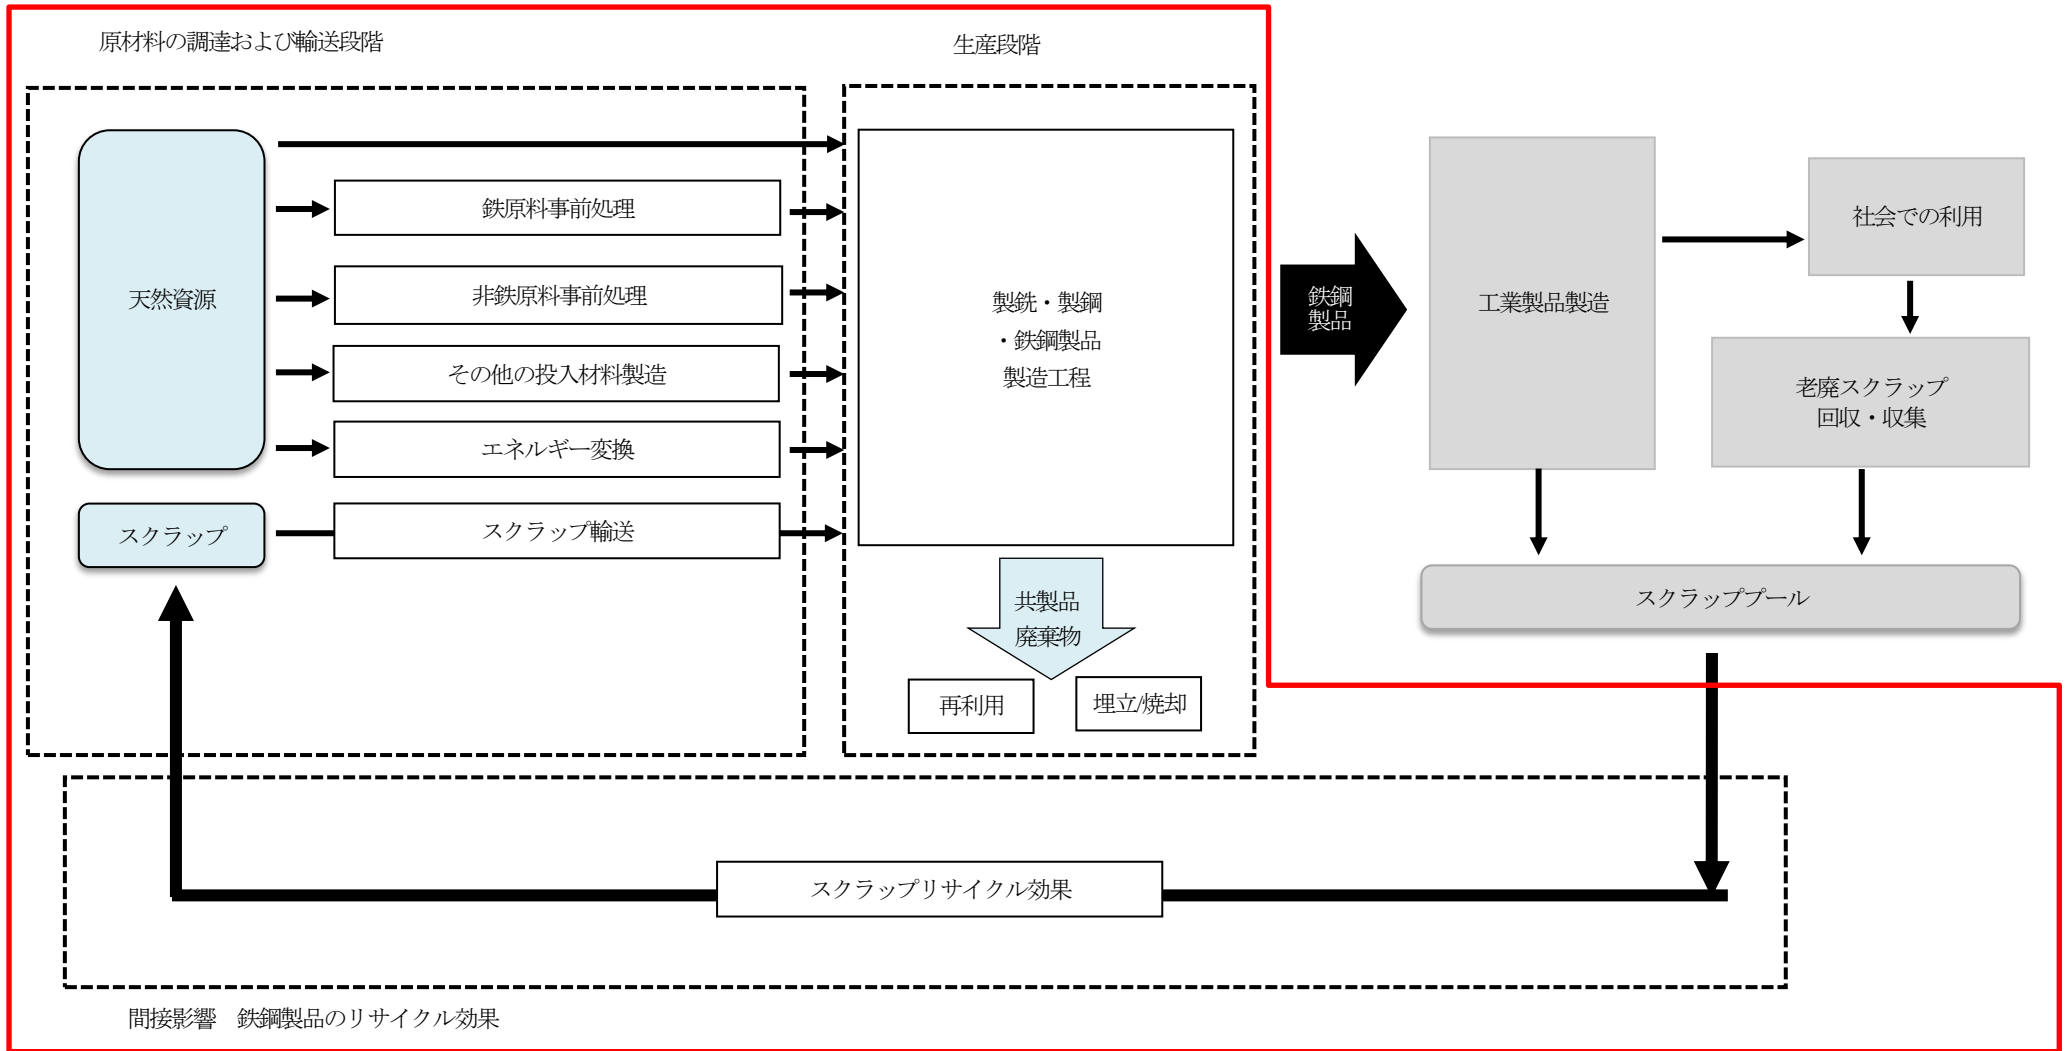 原材料の調達および輸送段階
生産段階
天然資源
鉄原料事前処理
非鉄原料事前処理
その他の投入材料製造
エネルギー変換
スクラップ
スクラップ輸送
製銑・製鋼
・鉄鋼製品
製造工程
共製品
廃棄物
再利用
埋立/焼却
鉄鋼
製品
工業製品製造
社会での利用
老廃スクラップ
回収・収集
スクラッププール
スクラップリサイクル効果
間接影響　鉄鋼製品のリサイクル効果